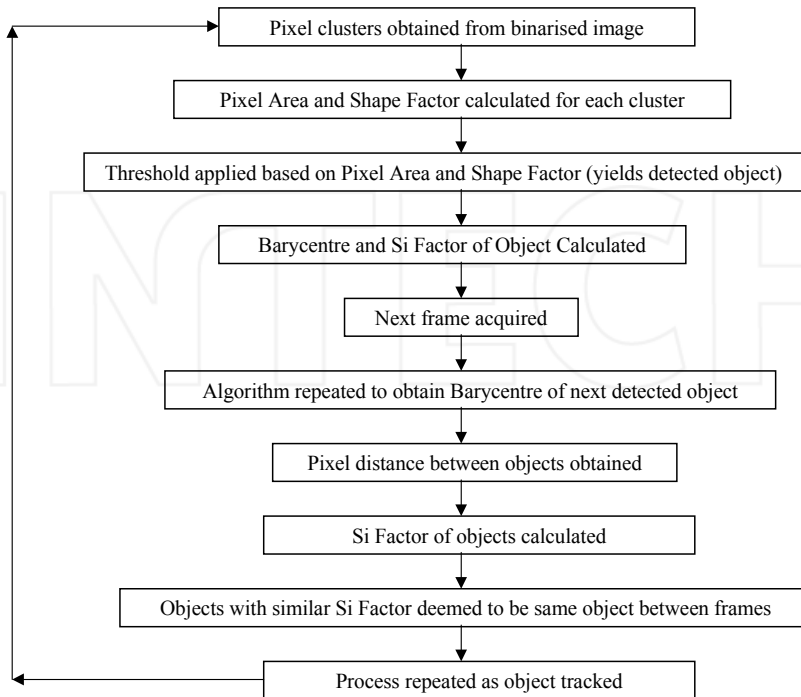 Pixel clusters obtained from binarised image
Pixel Area and Shape Factor calculated for each cluster
Threshold applied based on Pixel Area and Shape Factor (yields detected object)
Barycentre and Si Factor of Object Calculated
Next frame acquired
Algorithm repeated to obtain Barycentre of next detected object
Pixel distance between objects obtained
Si Factor of objects calculated
Objects with similar Si Factor deemed to be same object between frames
Process repeated as object tracked
INTECH